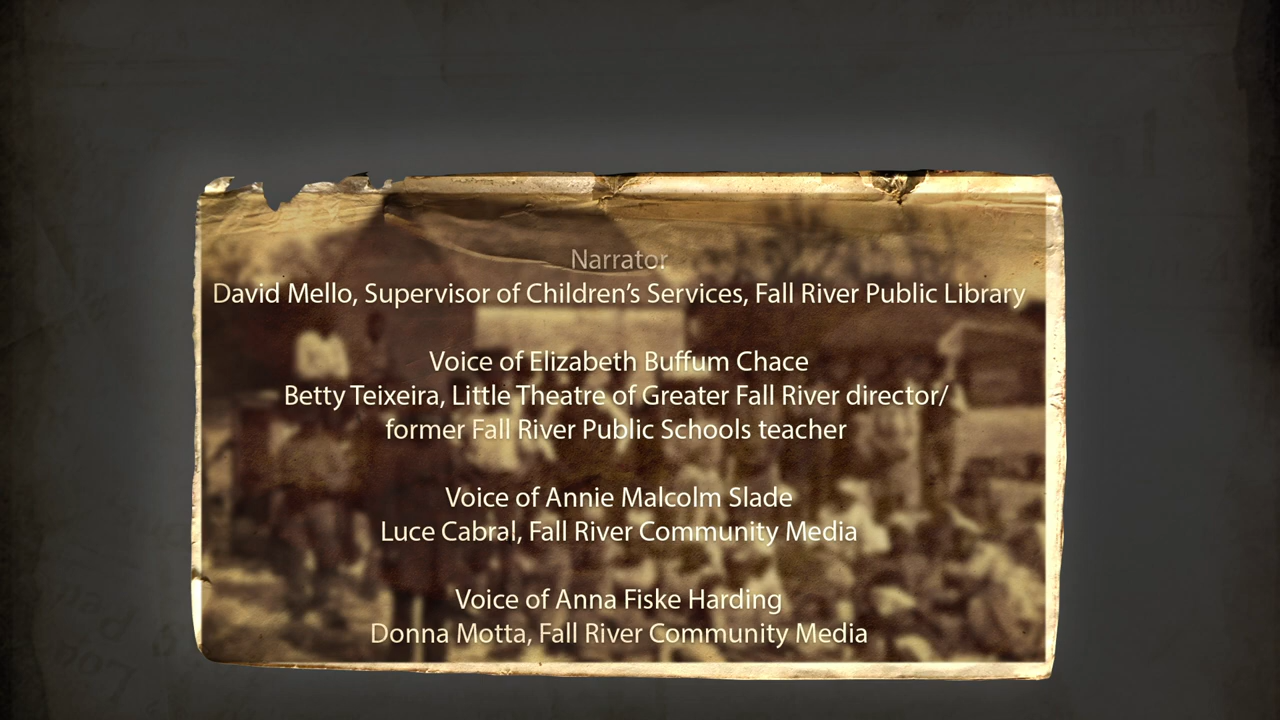 Narrator
David Mello, Supervisor of Children’s Services, Fall River Public Library
Voice of Elizabeth Buffum Chace
Betty Teixeira, Little Theatre of Greater Fall River director/
former Fall River Public Schools teacher
Voice of Annie Malcolm Slade
Luce Cabral, Fall River Community Media
Voice of Anna Fiske Harding
Donna Motta, Fall River Community Media